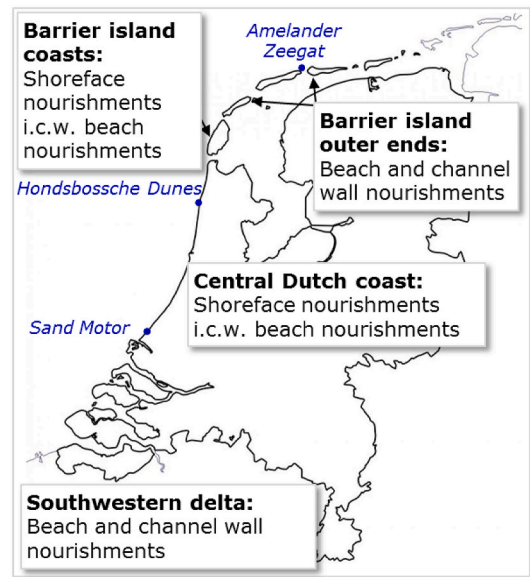 Barrier island
coasts:
Shoreface
nourishments
i.c.w. beach
nourishments
Amelander
Zeegat
Barrier island
outer ends:
Beach and channel
wall nourishments
Hondsbossche Dunes
Central Dutch coast:
Shoreface nourishments
i.c.w. beach nourishments
Sand Motor
Southwestern delta:
Beach and channel wall
nourishments